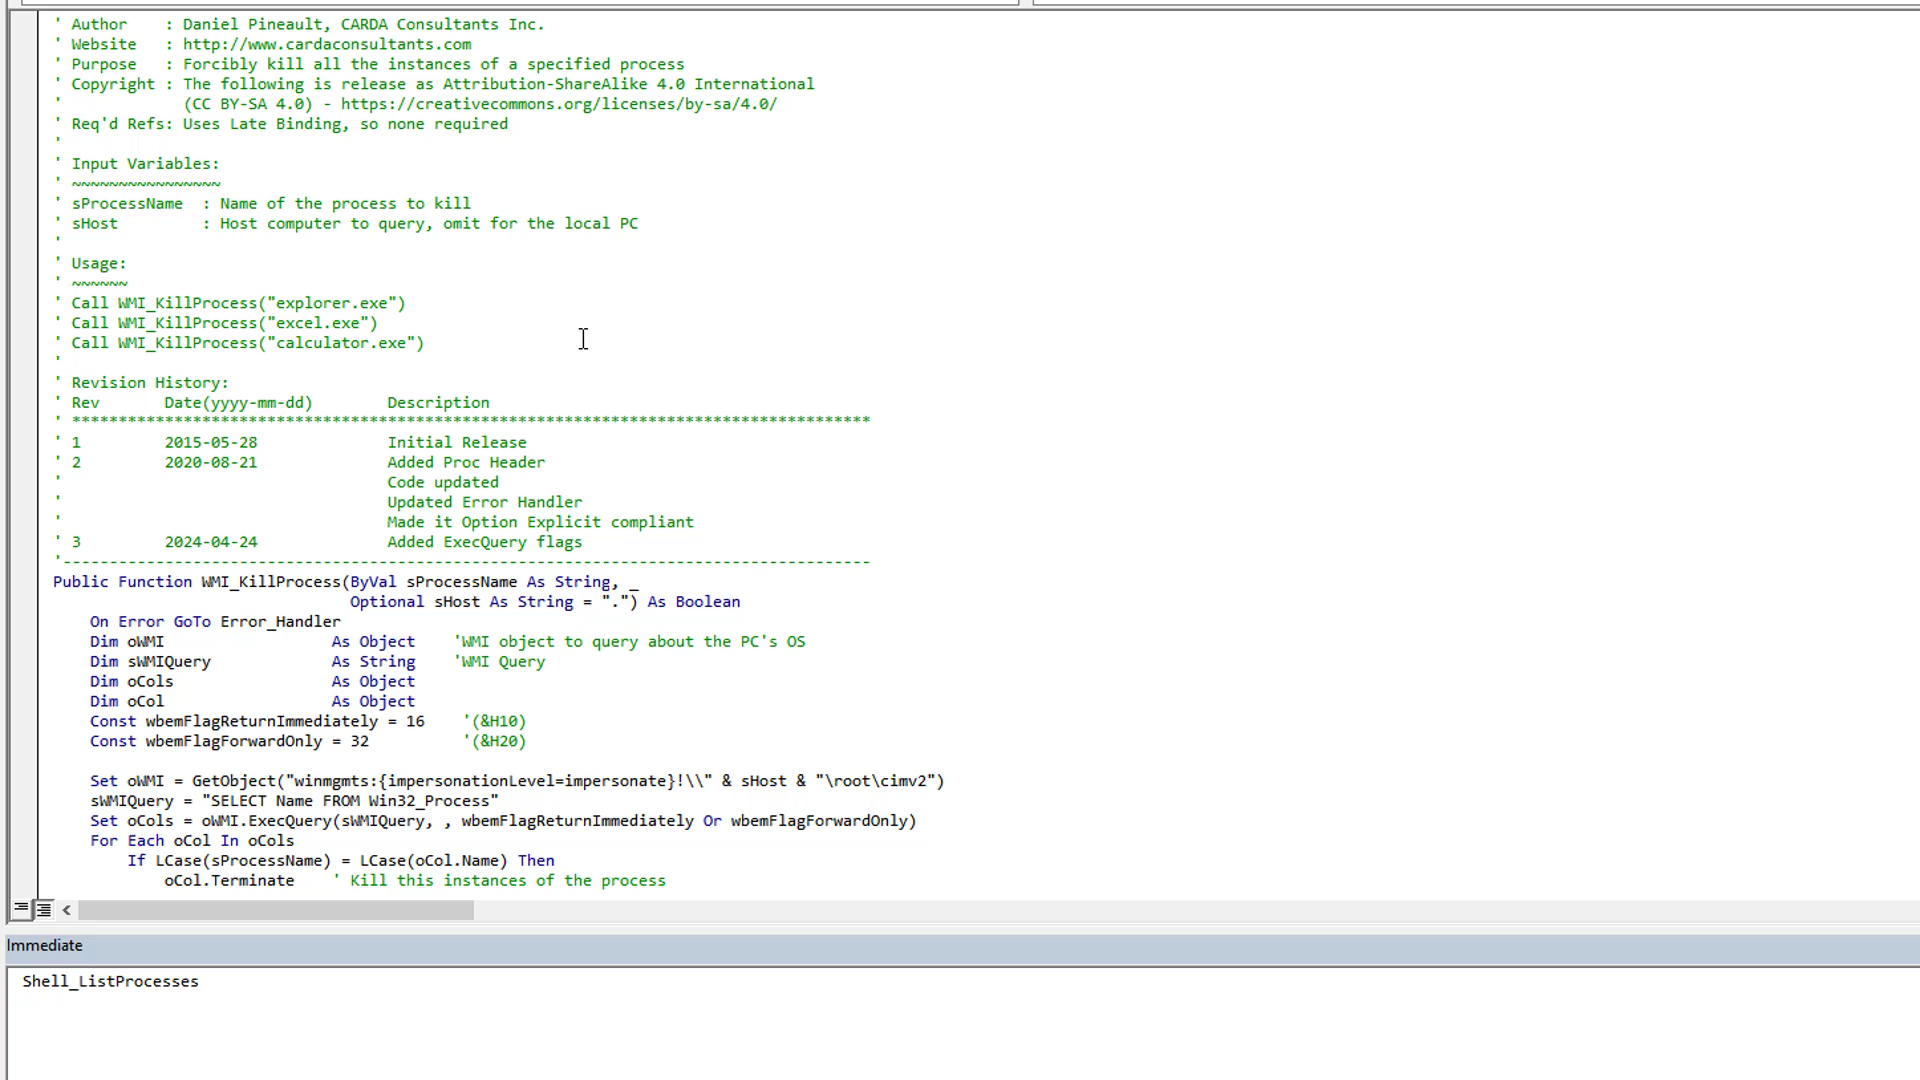 ' Author    : Daniel Pineault, CARDA Consultants Inc.
' Website   : http://www.cardaconsultants.com
' Purpose   : Forcibly kill all the instances of a specified process
' Copyright : The following is release as Attribution-ShareAlike 4.0 International
'             (CC BY-SA 4.0) - https://creativecommons.org/licenses/by-sa/4.0/
' Req'd Refs: Uses Late Binding, so none required
'
' Input Variables:
' ~~~~~~~~~~~~~~~~
' sProcessName  : Name of the process to kill
' sHost         : Host computer to query, omit for the local PC
'
' Usage:
' ~~~~~~
' Call WMI_KillProcess("explorer.exe")
' Call WMI_KillProcess("excel.exe")
' Call WMI_KillProcess("calculator.exe")
'
' Revision History:
' Rev       Date(yyyy-mm-dd)        Description
' **************************************************************************************
' 1         2015-05-28              Initial Release
' 2         2020-08-21              Added Proc Header
'                                   Code updated
'                                   Updated Error Handler
'                                   Made it Option Explicit compliant
' 3         2024-04-24              Added ExecQuery flags
'---------------------------------------------------------------------------------------
Public Function WMI_KillProcess(ByVal sProcessName As String, _
                                Optional sHost As String = ".") As Boolean
    On Error GoTo Error_Handler
    Dim oWMI                  As Object    'WMI object to query about the PC's OS
    Dim sWMIQuery             As String    'WMI Query
    Dim oCols                 As Object
    Dim oCol                  As Object
    Const wbemFlagReturnImmediately = 16    '(&H10)
    Const wbemFlagForwardOnly = 32          '(&H20)
    Set oWMI = GetObject("winmgmts:{impersonationLevel=impersonate}!\\" & sHost & "\root\cimv2")
    sWMIQuery = "SELECT Name FROM Win32_Process"
    Set oCols = oWMI.ExecQuery(sWMIQuery, , wbemFlagReturnImmediately Or wbemFlagForwardOnly)
    For Each oCol In oCols
        If LCase(sProcessName) = LCase(oCol.Name) Then
            oCol.Terminate    ' Kill this instances of the process
Immediate
Shell_ListProcesses